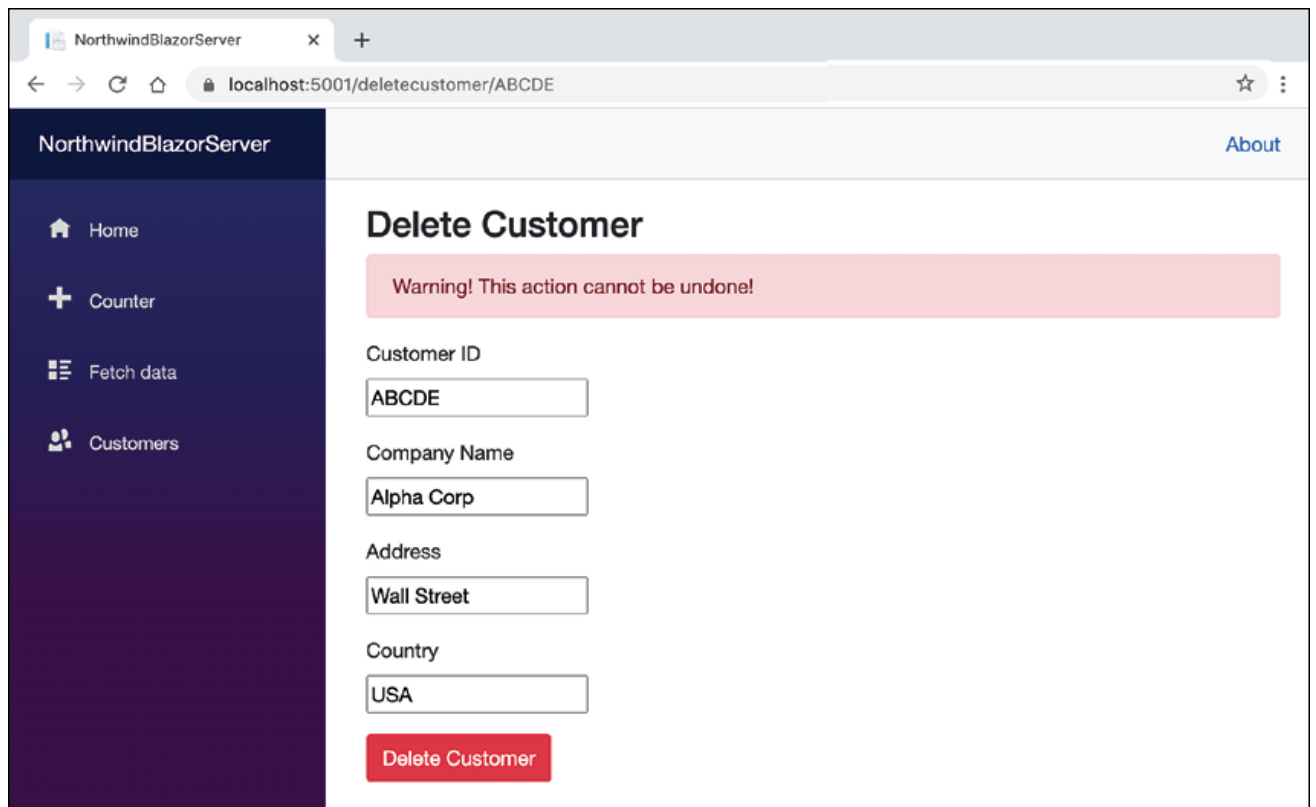 NorthwindBlazorServer
localhost:5001/deletecustomer/ABCDE
NorthwindBlazorServer
About
Home
Counter
Fetch data
Customers
Delete Customer
Warning! This action cannot be undone!
Customer ID
ABCDE
Company Name
Alpha Corp
Address
Wall Street
Country
USA
Delete Customer